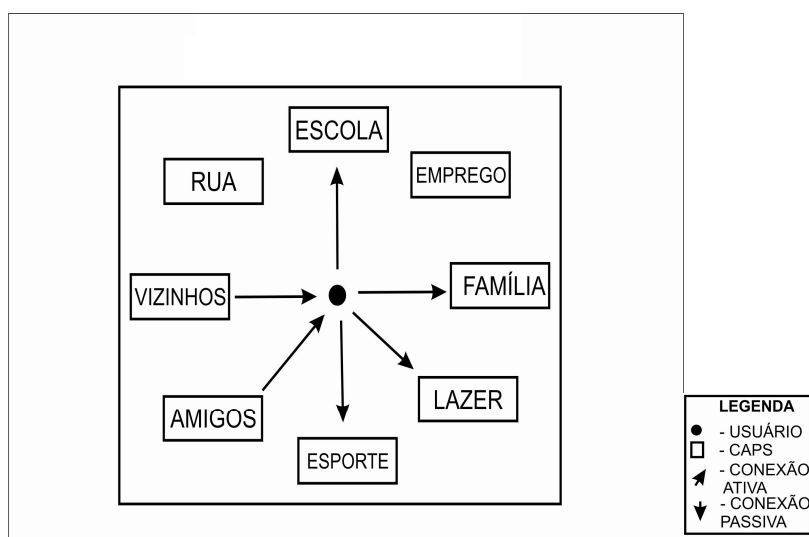 ESCOLA
RUA
EMPREGO
VIZINHOS
FAMÍLIA
AMIGOS
LAZER
ESPORTE
LEGENDA
- USUÁRIO
- CAPS
- CONEXÃO
ATIVA
- CONEXÃO
PASSIVA